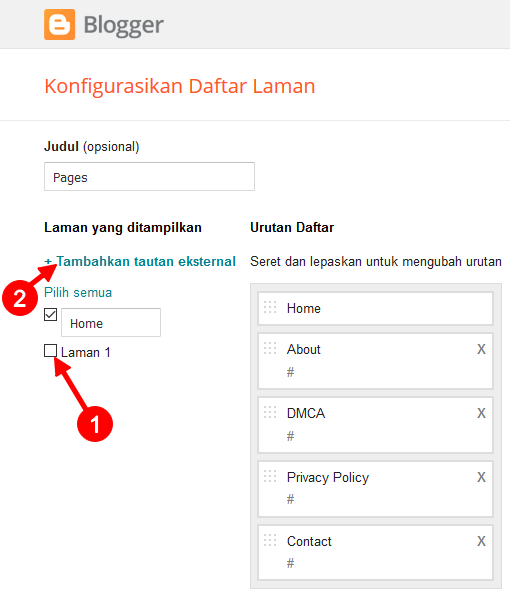 Blogger
Konfigurasikan Daftar Laman
Judul (opsional)
Pages
Laman yang ditampilkan
+ Tambahkan tautan eksternal
2
Pilih semua
Home
Laman 1
1
Urutan Daftar
Seret dan lepaskan untuk mengubah urutan
Home
About X
#
DMCA X
#
Privacy Policy X
#
Contact X
#